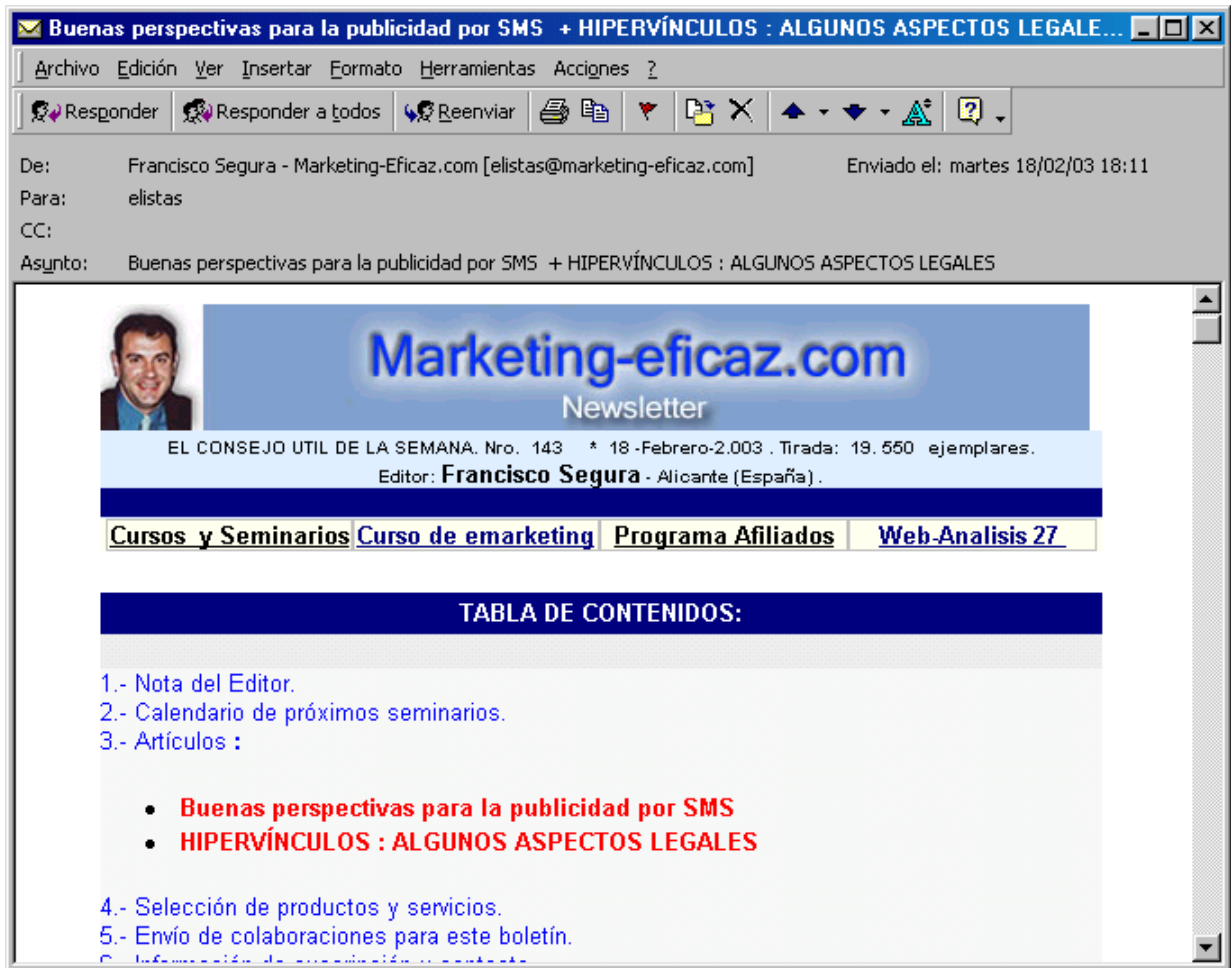 Buenas perspectivas para la publicidad por SMS + HIPERVÍNCULOS : ALGUNOS ASPECTOS LEGALE...
Archivo Edición Ver Insertar Formato Herramientas Acciones ?
Responder Responder a todos Reenviar
De: Francisco Segura - Marketing-Eficaz.com [elistas@marketing-eficaz.com] Enviado el: martes 18/02/03 18:11
Para: elistas
CC:
Asunto: Buenas perspectivas para la publicidad por SMS + HIPERVÍNCULOS : ALGUNOS ASPECTOS LEGALES
Marketing-eficaz.com
Newsletter
EL CONSEJO UTIL DE LA SEMANA. Nro. 143 * 18 -Febrero-2.003 . Tirada: 19. 550 ejemplares.
Editor: Francisco Segura - Alicante (España) .
Cursos y Seminarios Curso de emarketing Programa Afiliados Web-Analisis 27
TABLA DE CONTENIDOS:
1.- Nota del Editor.
2.- Calendario de próximos seminarios.
3.- Artículos :
• Buenas perspectivas para la publicidad por SMS
• HIPERVÍNCULOS : ALGUNOS ASPECTOS LEGALES
4.- Selección de productos y servicios.
5.- Envío de colaboraciones para este boletín.